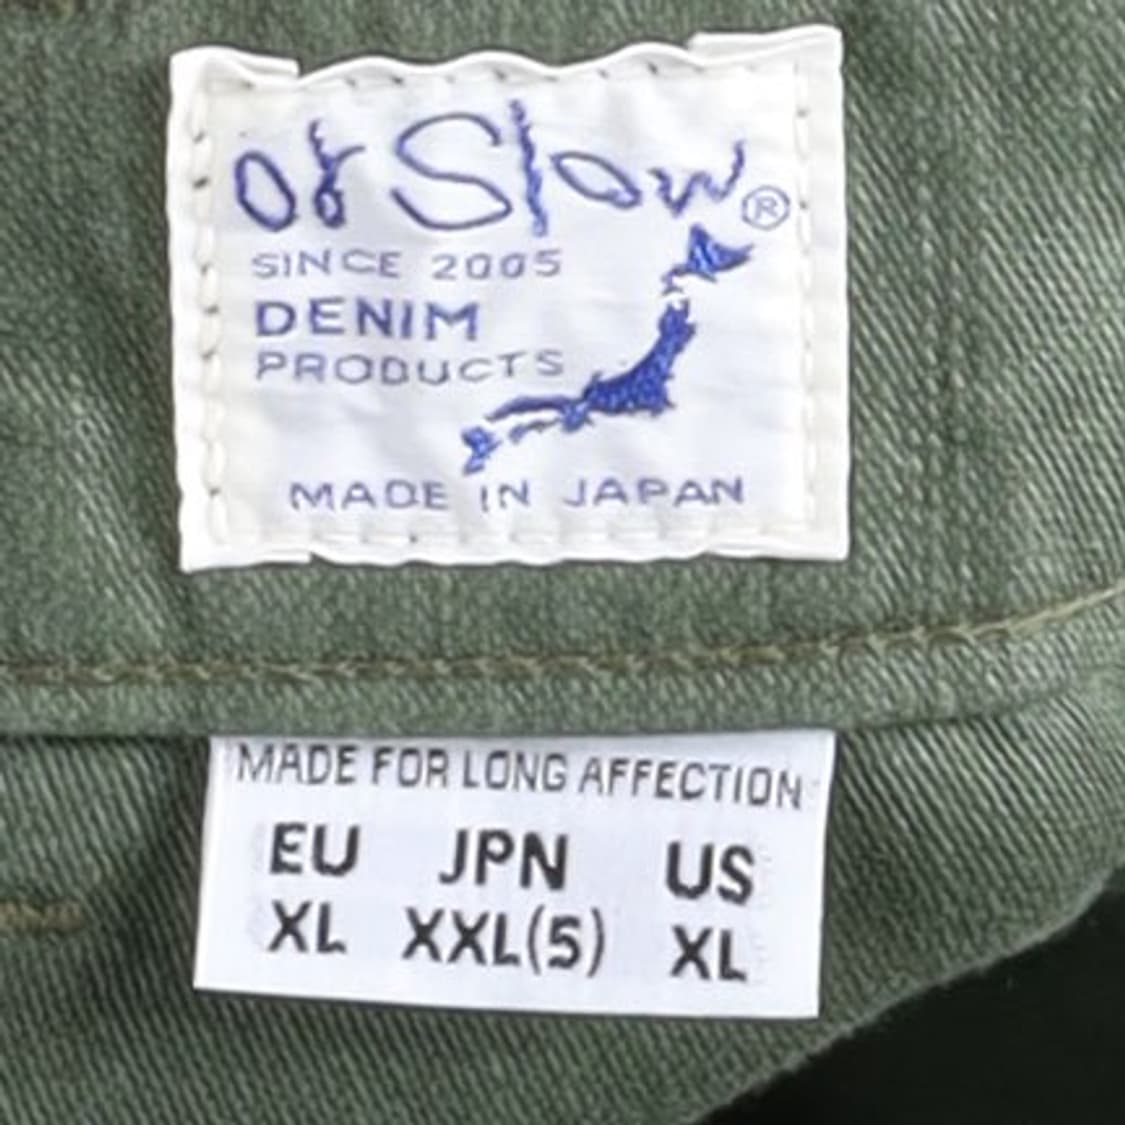 orSlow®
SINCE 2005
DENIM
PRODUCTS
MADE IN JAPAN
MADE FOR LONG AFFECTION
EU JPN US
XL XXL(5) XL